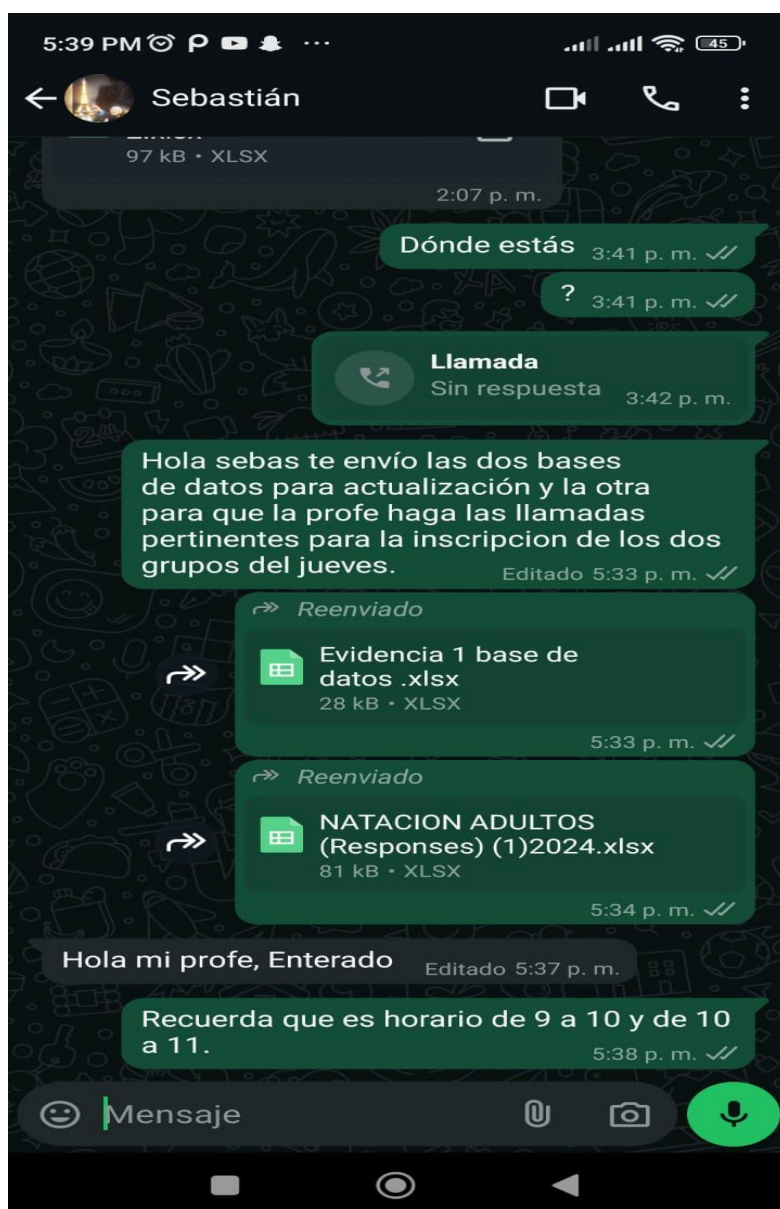 5:39 PM
45
Sebastián
97 kB • XLSX
2:07 p. m.
Dónde estás 3:41 p. m.
? 3:41 p. m.
Llamada
Sin respuesta 3:42 p. m.
Hola sebas te envío las dos bases
de datos para actualización y la otra
para que la profe haga las llamadas
pertinentes para la inscripcion de los dos
grupos del jueves. Editado 5:33 p. m.
Reenviado
Evidencia 1 base de
datos .xlsx
28 kB • XLSX
5:33 p. m.
Reenviado
NATACION ADULTOS
(Responses) (1)2024.xlsx
81 kB • XLSX
5:34 p. m.
Hola mi profe, Enterado Editado 5:37 p. m.
Recuerda que es horario de 9 a 10 y de 10
a 11. 5:38 p. m.
Mensaje